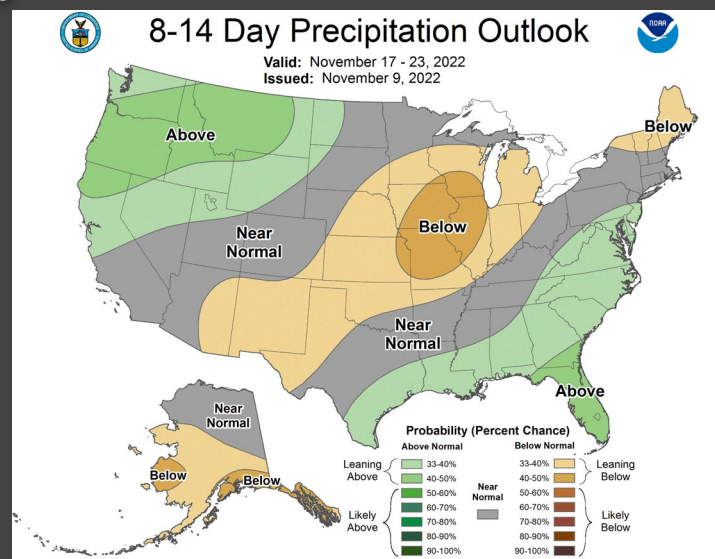 8-14 Day Precipitation Outlook
NOAA
Valid: November 17 - 23, 2022
Issued: November 9, 2022
Above
Below
Near
Normal
Below
Near
Normal
Above
Near
Normal
Below
Below
Probability (Percent Chance)
Above Normal
Below Normal
Leaning
Above
33-40%
40-50%
Likely
Above
50-60%
60-70%
70-80%
80-90%
90-100%
Near
Normal
33-40%
40-50%
Leaning
Below
50-60%
60-70%
70-80%
80-90%
90-100%
Likely
Below